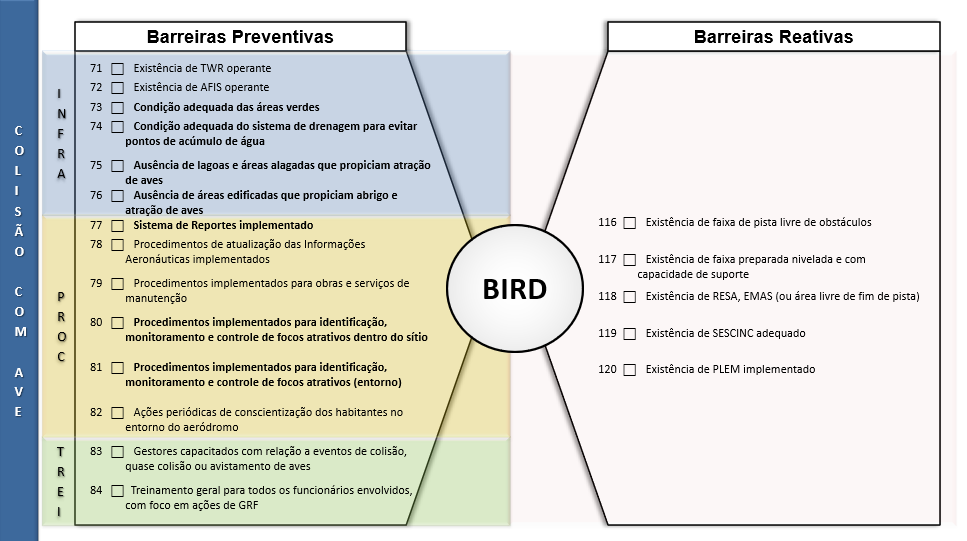 COLISÃO COM AVE
Barreiras Preventivas
INFRA
71 ☐ Existência de TWR operante
72 ☐ Existência de AFIS operante
73 ☐ Condição adequada das áreas verdes
74 ☐ Condição adequada do sistema de drenagem para evitar
pontos de acúmulo de água
75 ☐ Ausência de lagoas e áreas alagadas que propiciam atração
de aves
76 ☐ Ausência de áreas edificadas que propiciam abrigo e
atração de aves
PROC
77 ☐ Sistema de Reportes implementado
78 ☐ Procedimentos de atualização das Informações
Aeronáuticas implementados
79 ☐ Procedimentos implementados para obras e serviços de
manutenção
80 ☐ Procedimentos implementados para identificação,
monitoramento e controle de focos atrativos dentro do sítio
81 ☐ Procedimentos implementados para identificação,
monitoramento e controle de focos atrativos (entorno)
82 ☐ Ações periódicas de conscientização dos habitantes no
entorno do aeródromo
TREI
83 ☐ Gestores capacitados com relação a eventos de colisão,
quase colisão ou avistamento de aves
84 ☐ Treinamento geral para todos os funcionários envolvidos,
com foco em ações de GRF
BIRD
Barreiras Reativas
116 ☐ Existência de faixa de pista livre de obstáculos
117 ☐ Existência de faixa preparada nivelada e com
capacidade de suporte
118 ☐ Existência de RESA, EMAS (ou área livre de fim de pista)
119 ☐ Existência de SESCINC adequado
120 ☐ Existência de PLEM implementado